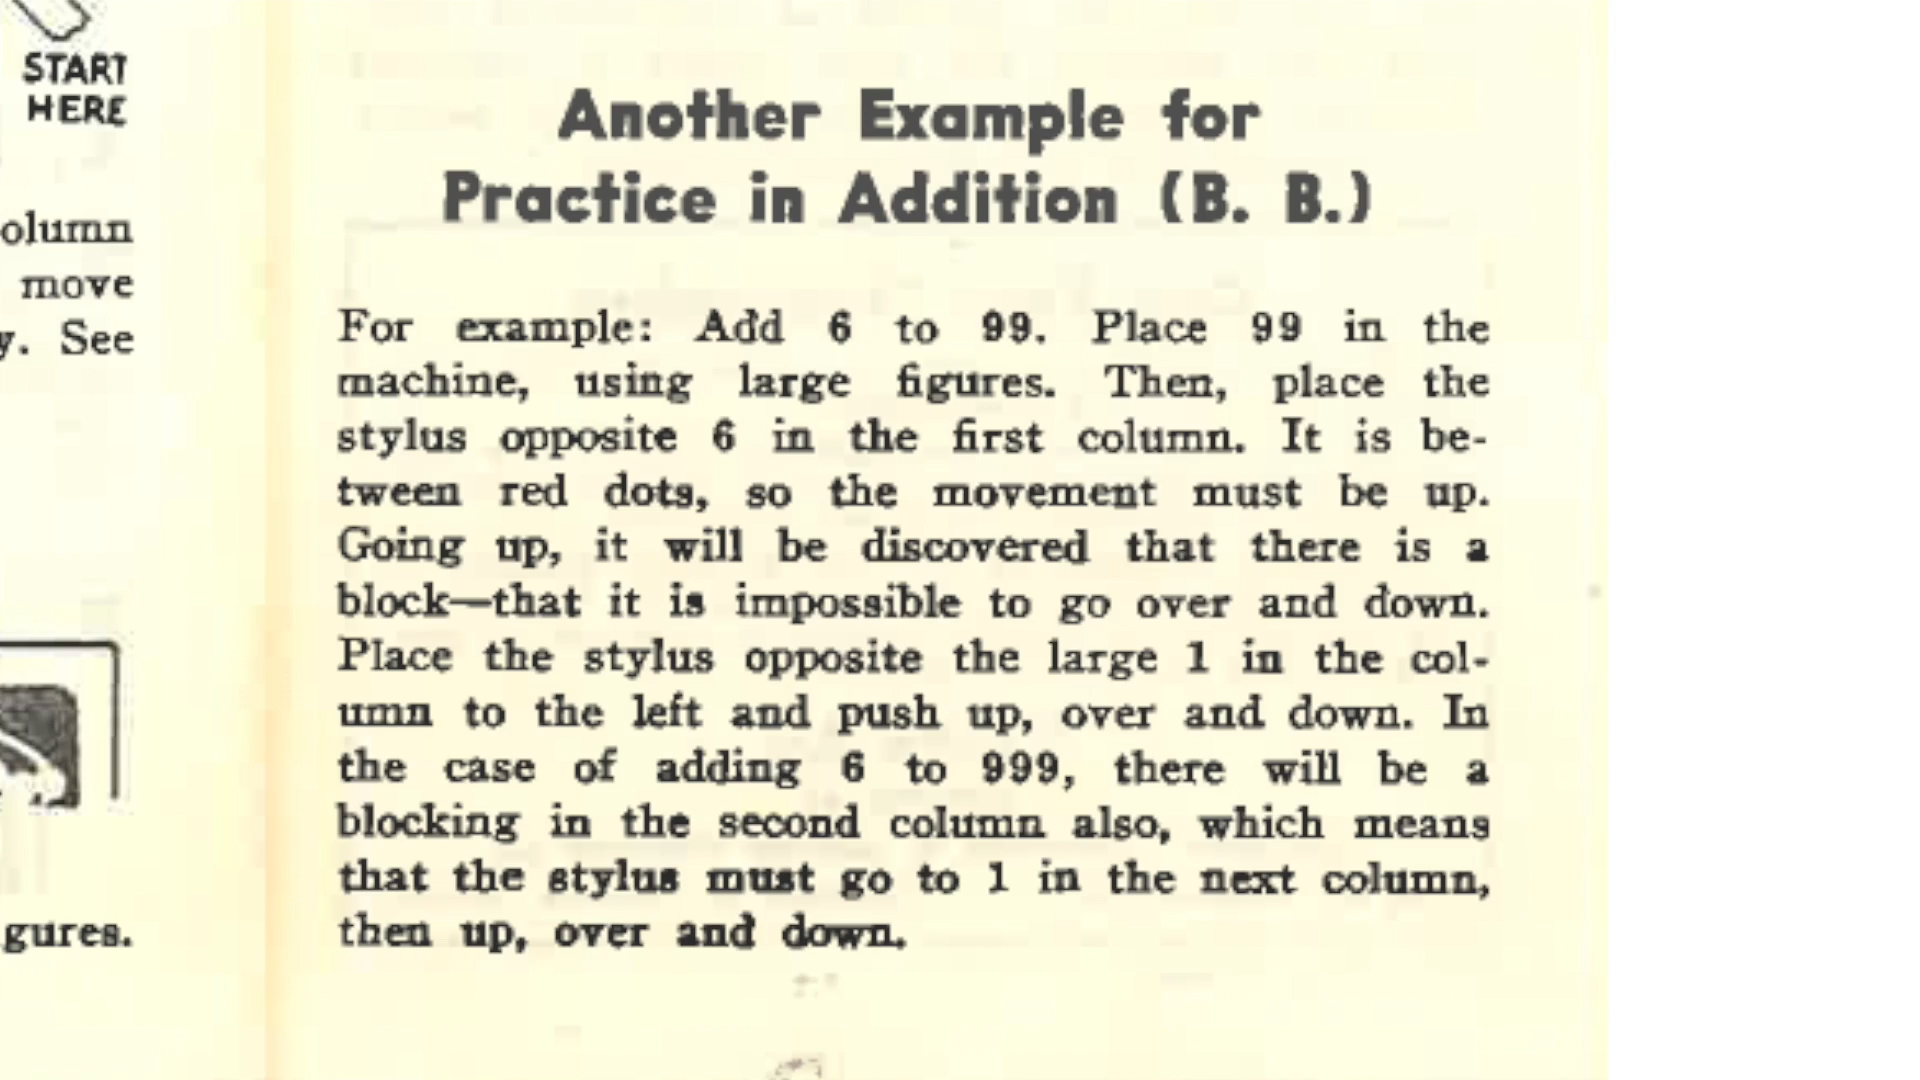 START
HERE
olumn
move
y. See
gures.
Another Example for
Practice in Addition (B. B.)
For example: Add 6 to 99. Place 99 in the
machine, using large figures. Then, place the
stylus opposite 6 in the first column. It is be-
tween red dots, so the movement must be up.
Going up, it will be discovered that there is a
block—that it is impossible to go over and down.
Place the stylus opposite the large 1 in the col-
umn to the left and push up, over and down. In
the case of adding 6 to 999, there will be a
blocking in the second column also, which means
that the stylus must go to 1 in the next column,
then up, over and down.